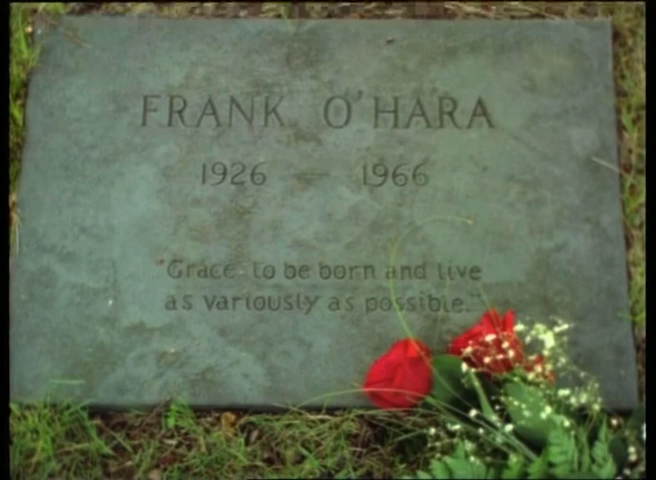 FRANK O'HARA
1926 — 1966
"Grace to be born and live
as variously as possible."